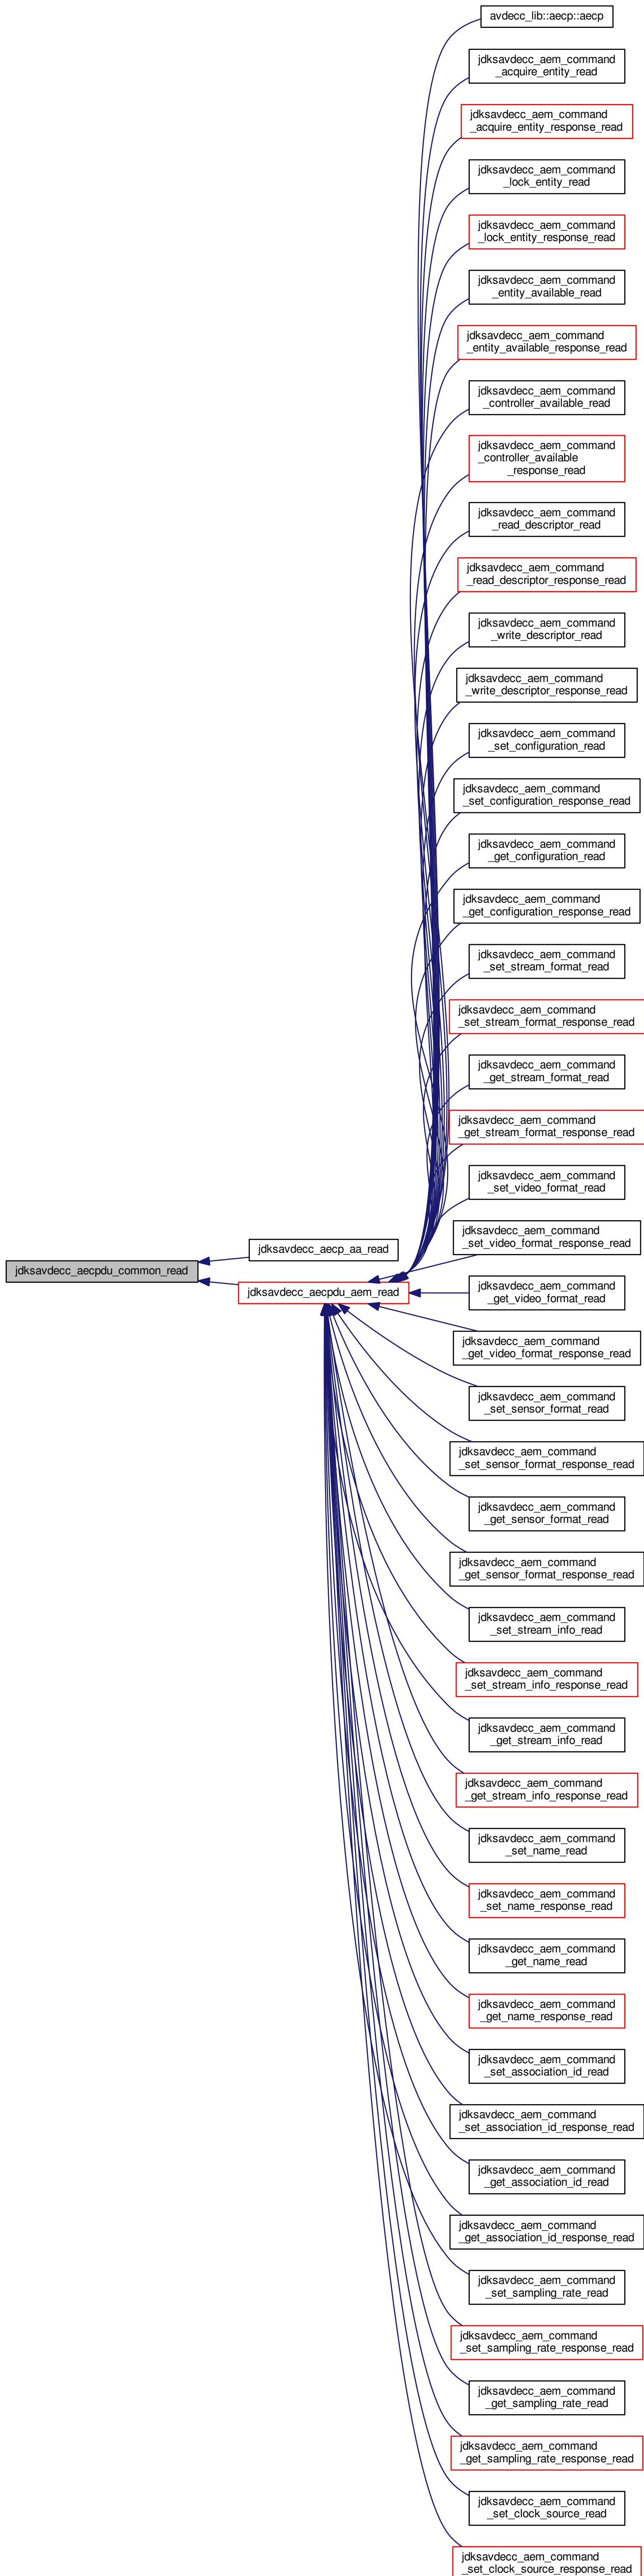 avdecc_lib::aecp::aecp
jdksavdecc_aem_command
_acquire_entity_read
jdksavdecc_aem_command
_acquire_entity_response_read
jdksavdecc_aem_command
_lock_entity_read
jdksavdecc_aem_command
_lock_entity_response_read
jdksavdecc_aem_command
_entity_available_read
jdksavdecc_aem_command
_entity_available_response_read
jdksavdecc_aem_command
_controller_available_read
jdksavdecc_aem_command
_controller_available
_response_read
jdksavdecc_aem_command
_read_descriptor_read
jdksavdecc_aem_command
_read_descriptor_response_read
jdksavdecc_aem_command
_write_descriptor_read
jdksavdecc_aem_command
_write_descriptor_response_read
jdksavdecc_aem_command
_set_configuration_read
jdksavdecc_aem_command
_set_configuration_response_read
jdksavdecc_aem_command
_get_configuration_read
jdksavdecc_aem_command
_get_configuration_response_read
jdksavdecc_aem_command
_set_stream_format_read
jdksavdecc_aem_command
_set_stream_format_response_read
jdksavdecc_aem_command
_get_stream_format_read
jdksavdecc_aem_command
_get_stream_format_response_read
jdksavdecc_aem_command
_set_video_format_read
jdksavdecc_aem_command
_set_video_format_response_read
jdksavdecc_aecp_aa_read
jdksavdecc_aecpdu_common_read
jdksavdecc_aecpdu_aem_read
jdksavdecc_aem_command
_get_video_format_read
jdksavdecc_aem_command
_get_video_format_response_read
jdksavdecc_aem_command
_set_sensor_format_read
jdksavdecc_aem_command
_set_sensor_format_response_read
jdksavdecc_aem_command
_get_sensor_format_read
jdksavdecc_aem_command
_get_sensor_format_response_read
jdksavdecc_aem_command
_set_stream_info_read
jdksavdecc_aem_command
_set_stream_info_response_read
jdksavdecc_aem_command
_get_stream_info_read
jdksavdecc_aem_command
_get_stream_info_response_read
jdksavdecc_aem_command
_set_name_read
jdksavdecc_aem_command
_set_name_response_read
jdksavdecc_aem_command
_get_name_read
jdksavdecc_aem_command
_get_name_response_read
jdksavdecc_aem_command
_set_association_id_read
jdksavdecc_aem_command
_set_association_id_response_read
jdksavdecc_aem_command
_get_association_id_read
jdksavdecc_aem_command
_get_association_id_response_read
jdksavdecc_aem_command
_set_sampling_rate_read
jdksavdecc_aem_command
_set_sampling_rate_response_read
jdksavdecc_aem_command
_get_sampling_rate_read
jdksavdecc_aem_command
_get_sampling_rate_response_read
jdksavdecc_aem_command
_set_clock_source_read
jdksavdecc_aem_command
_set_clock_source_response_read